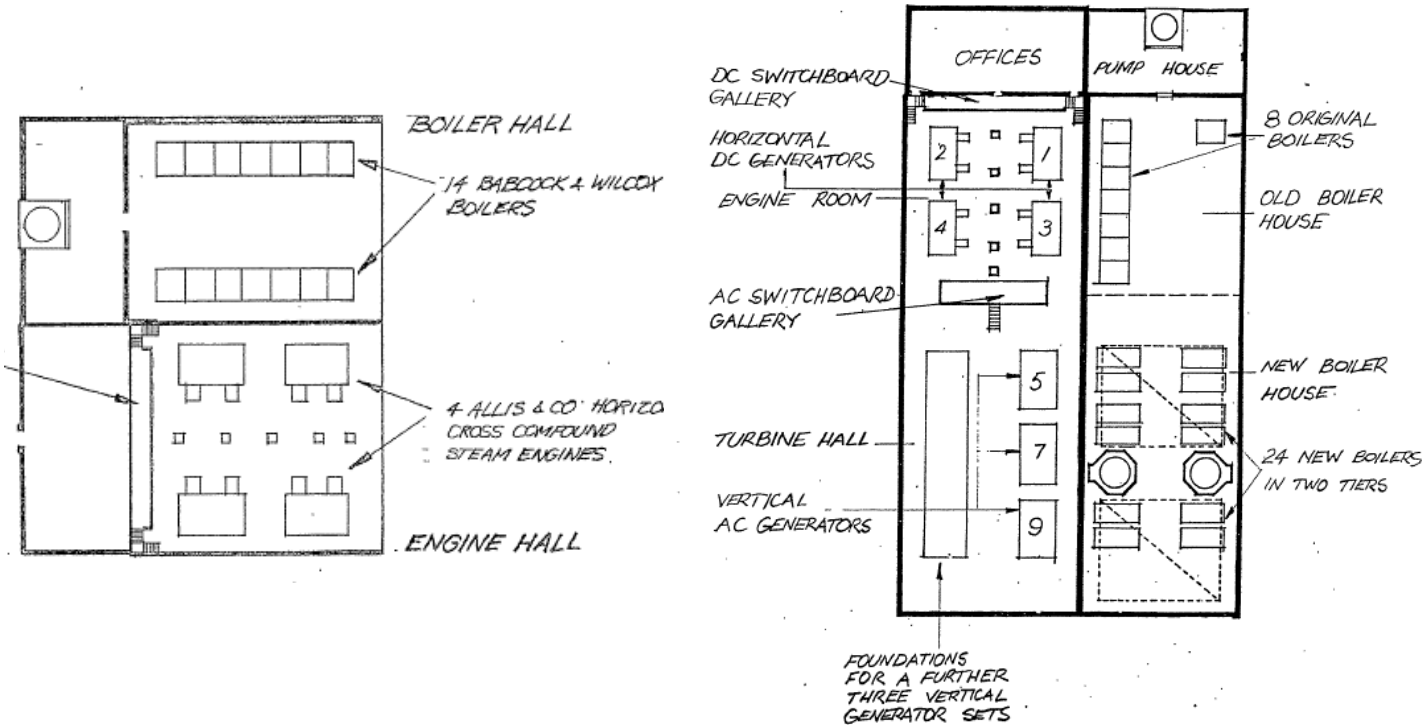 BOILER HALL
14 BABCOCK & WILCOX
BOILERS
4 ALLIS & CO HORIZO
CROSS COMPOUND
STEAM ENGINES.
ENGINE HALL
OFFICES
PUMP HOUSE
DC SWITCHBOARD
GALLERY
HORIZONTAL
DC GENERATORS
ENGINE ROOM
2
1
4
3
8 ORIGINAL
BOILERS
OLD BOILER
HOUSE
AC SWITCHBOARD
GALLERY
5
7
9
NEW BOILER
HOUSE
TURBINE HALL
24 NEW BOILERS
IN TWO TIERS
VERTICAL
AC GENERATORS
FOUNDATIONS
FOR A FURTHER
THREE VERTICAL
GENERATOR SETS